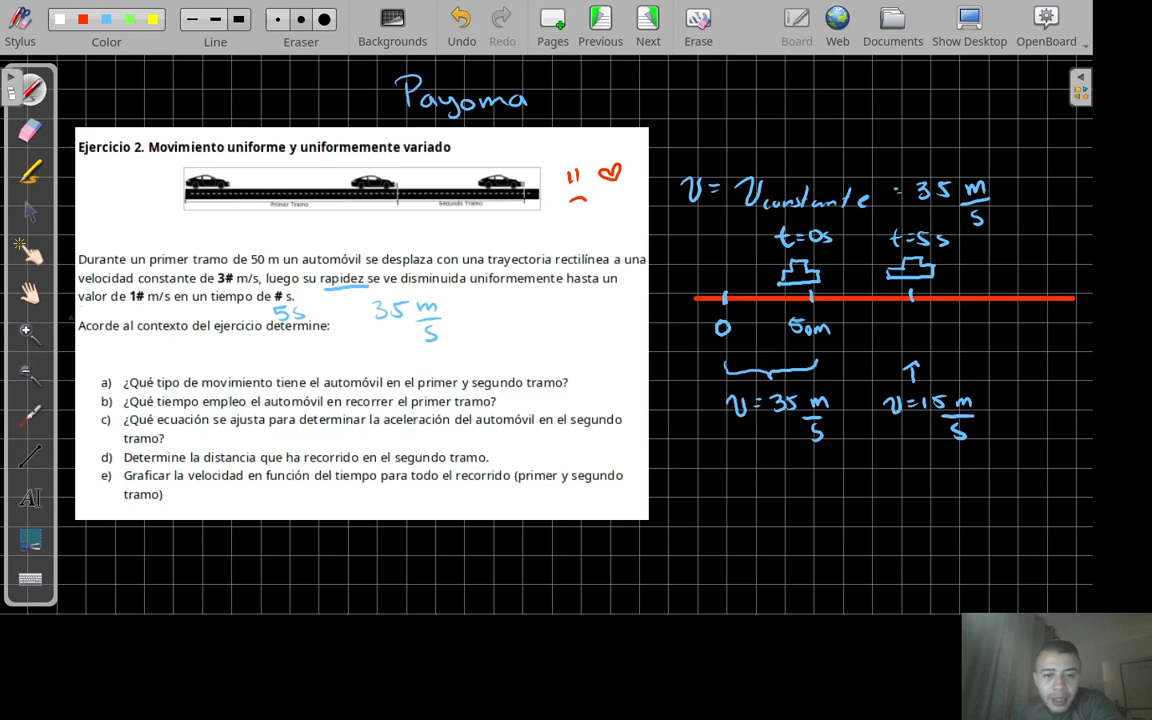 Stylus
Color
Line
Eraser
Backgrounds
Undo
Redo
Pages
Previous
Next
Erase
Board
Web
Documents
Show Desktop
OpenBoard
Payoma
Ejercicio 2. Movimiento uniforme y uniformemente variado
Primer Tramo
Segundo Tramo
Durante un primer tramo de 50 m un automóvil se desplaza con una trayectoria rectilínea a una
velocidad constante de 3# m/s, luego su rapidez se ve disminuida uniformemente hasta un
valor de 1# m/s en un tiempo de # s.
5s
35 m/s
Acorde al contexto del ejercicio determine:
a) ¿Qué tipo de movimiento tiene el automóvil en el primer y segundo tramo?
b) ¿Qué tiempo empleo el automóvil en recorrer el primer tramo?
c) ¿Qué ecuación se ajusta para determinar la aceleración del automóvil en el segundo
tramo?
d) Determine la distancia que ha recorrido en el segundo tramo.
e) Graficar la velocidad en función del tiempo para todo el recorrido (primer y segundo
tramo)
v = Vconstante = 35 m/s
t=0s t=5s
0 50m
v = 35 m/s v=15 m/s
AI